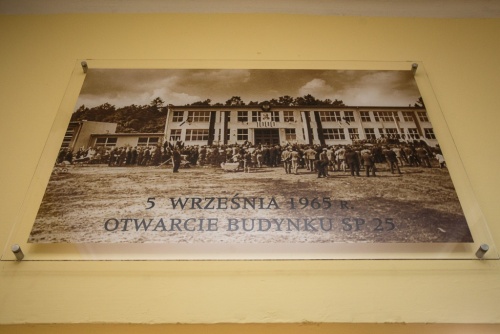 5 WRZEŚNIA 1965 R.
OTWARCIE BUDYNKU SP 25